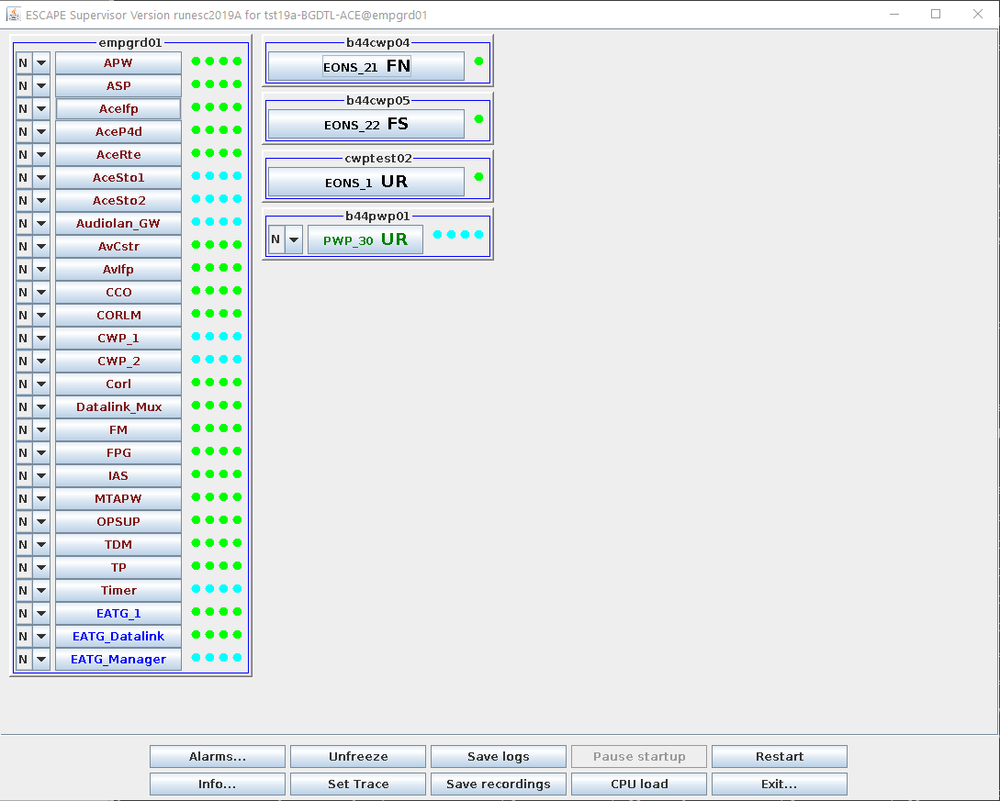 ESCAPE Supervisor Version runesc2019A for tst19a-BGDTL-ACE@empgrd01
empgrd01
N APW
N ASP
N AceIfp
N AceP4d
N AceRte
N AceSto1
N AceSto2
N Audiolan_GW
N AvCstr
N AvIfp
N CCO
N CORLM
N CWP_1
N CWP_2
N Corl
N Datalink_Mux
N FM
N FPG
N IAS
N MTAPW
N OPSUP
N TDM
N TP
N Timer
N EATG_1
N EATG_Datalink
N EATG_Manager
b44cwp04
EONS_21 FN
b44cwp05
EONS_22 FS
cwptest02
EONS_1 UR
b44pwp01
N PWP_30 UR
Alarms... Unfreeze Save logs Pause startup Restart
Info... Set Trace Save recordings CPU load Exit...